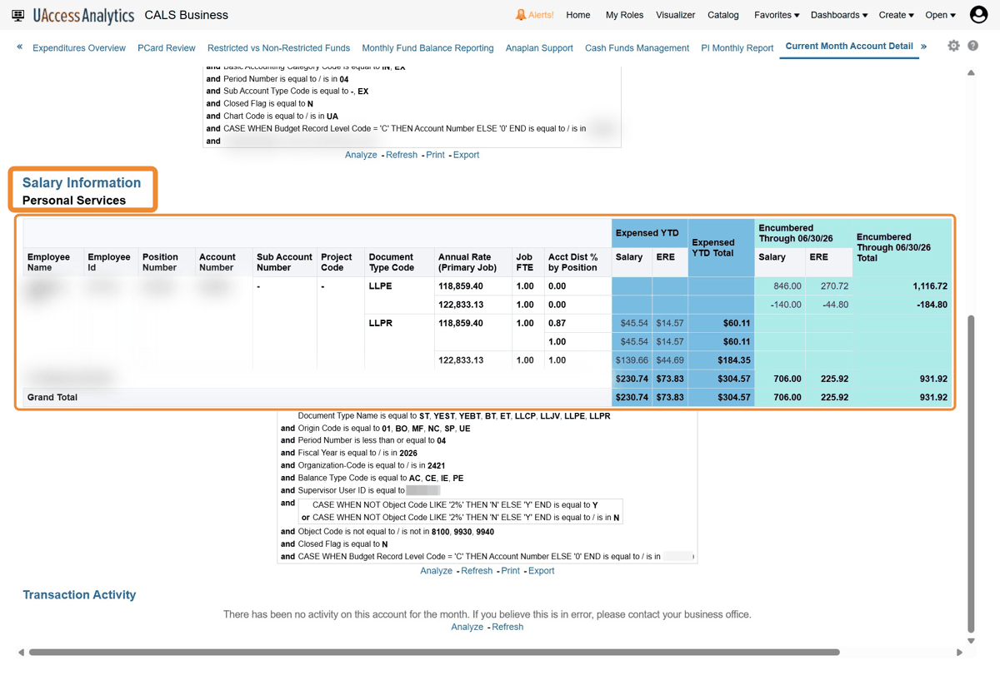 UAccess Analytics CALS Business Alerts! Home My Roles Visualizer Catalog Favorites Dashboards Create Open
« Expenditures Overview PCard Review Restricted vs Non-Restricted Funds Monthly Fund Balance Reporting Anaplan Support Cash Funds Management PI Monthly Report Current Month Account Detail »
and Basic Accounting Category Code is equal to IN, EX
and Period Number is equal to / is in 04
and Sub Account Type Code is equal to -, EX
and Closed Flag is equal to N
and Chart Code is equal to / is in UA
and CASE WHEN Budget Record Level Code = 'C' THEN Account Number ELSE '0' END is equal to / is in
and
Analyze - Refresh - Print - Export
Salary Information
Personal Services
Expensed YTD Expensed YTD Total Encumbered Through 06/30/26 Encumbered Through 06/30/26 Total
Employee Name Employee Id Position Number Account Number Sub Account Number Project Code Document Type Code Annual Rate (Primary Job) Job FTE Acct Dist % by Position Salary ERE Salary ERE
- - LLPE 118,859.40 1.00 0.00 846.00 270.72 1,116.72
122,833.13 1.00 0.00 -140.00 -44.80 -184.80
LLPR 118,859.40 1.00 0.87 $45.54 $14.57 $60.11
1.00 $45.54 $14.57 $60.11
122,833.13 1.00 1.00 $139.66 $44.69 $184.35
$230.74 $73.83 $304.57 706.00 225.92 931.92
Grand Total $230.74 $73.83 $304.57 706.00 225.92 931.92
Document Type Name is equal to ST, YEST, YEBT, BT, ET, LLCP, LLJV, LLPE, LLPR
and Origin Code is equal to 01, BO, MF, NC, SP, UE
and Period Number is less than or equal to 04
and Fiscal Year is equal to / is in 2026
and Organization-Code is equal to / is in 2421
and Balance Type Code is equal to AC, CE, IE, PE
and Supervisor User ID is equal to
and CASE WHEN NOT Object Code LIKE '2%' THEN 'N' ELSE 'Y' END is equal to Y
or CASE WHEN NOT Object Code LIKE '2%' THEN 'N' ELSE 'Y' END is equal to / is in N
and Object Code is not equal to / is not in 8100, 9930, 9940
and Closed Flag is equal to N
and CASE WHEN Budget Record Level Code = 'C' THEN Account Number ELSE '0' END is equal to / is in
Analyze - Refresh - Print - Export
Transaction Activity
There has been no activity on this account for the month. If you believe this is in error, please contact your business office.
Analyze - Refresh